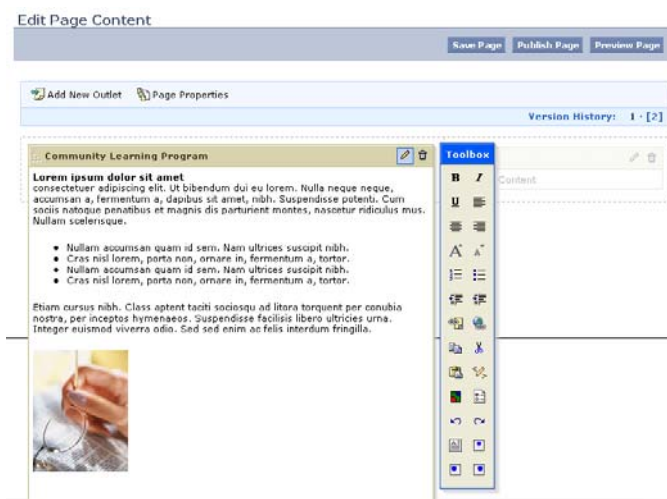 Edit Page Content
Save Page Publish Page Preview Page
Add New Outlet Page Properties
Version History: 1 · [2]
Community Learning Program
Toolbox
Content
Lorem ipsum dolor sit amet
consectetuer adipiscing elit. Ut bibendum dui eu lorem. Nulla neque neque,
accumsan a, fermentum a, dapibus sit amet, nibh. Suspendisse potenti. Cum
sociis natoque penatibus et magnis dis parturient montes, nascetur ridiculus mus.
Nullam scelerisque.
• Nullam accumsan quam id sem. Nam ultrices suscipit nibh.
• Cras nisl lorem, porta non, ornare in, fermentum a, tortor.
• Nullam accumsan quam id sem. Nam ultrices suscipit nibh.
• Cras nisl lorem, porta non, ornare in, fermentum a, tortor.
Etiam cursus nibh. Class aptent taciti sociosqu ad litora torquent per conubia
nostra, per inceptos hymenaeos. Suspendisse facilisis libero ultricies urna.
Integer euismod viverra odio. Sed sed enim ac felis interdum fringilla.
B I
U
A A